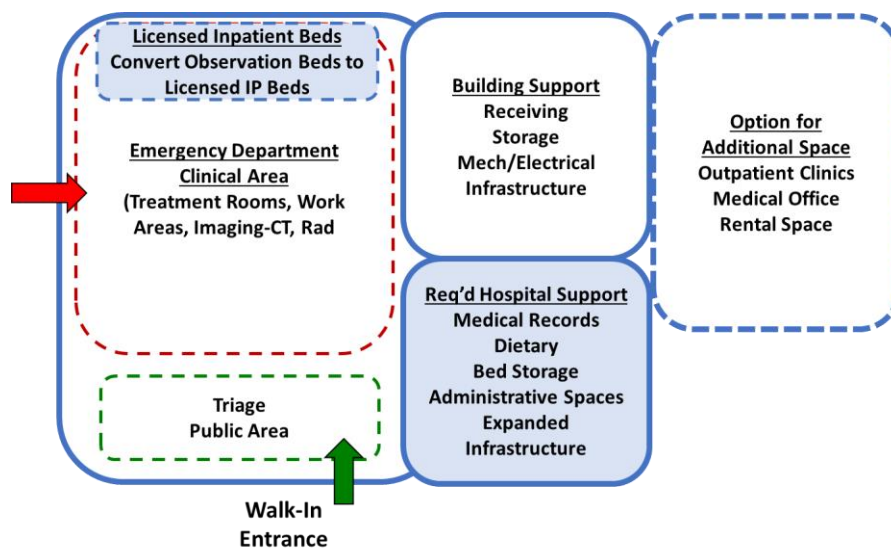 Licensed Inpatient Beds
Convert Observation Beds to
Licensed IP Beds
Emergency Department
Clinical Area
(Treatment Rooms, Work
Areas, Imaging-CT, Rad
Triage
Public Area
Walk-In
Entrance
Building Support
Receiving
Storage
Mech/Electrical
Infrastructure
Req'd Hospital Support
Medical Records
Dietary
Bed Storage
Administrative Spaces
Expanded
Infrastructure
Option for
Additional Space
Outpatient Clinics
Medical Office
Rental Space